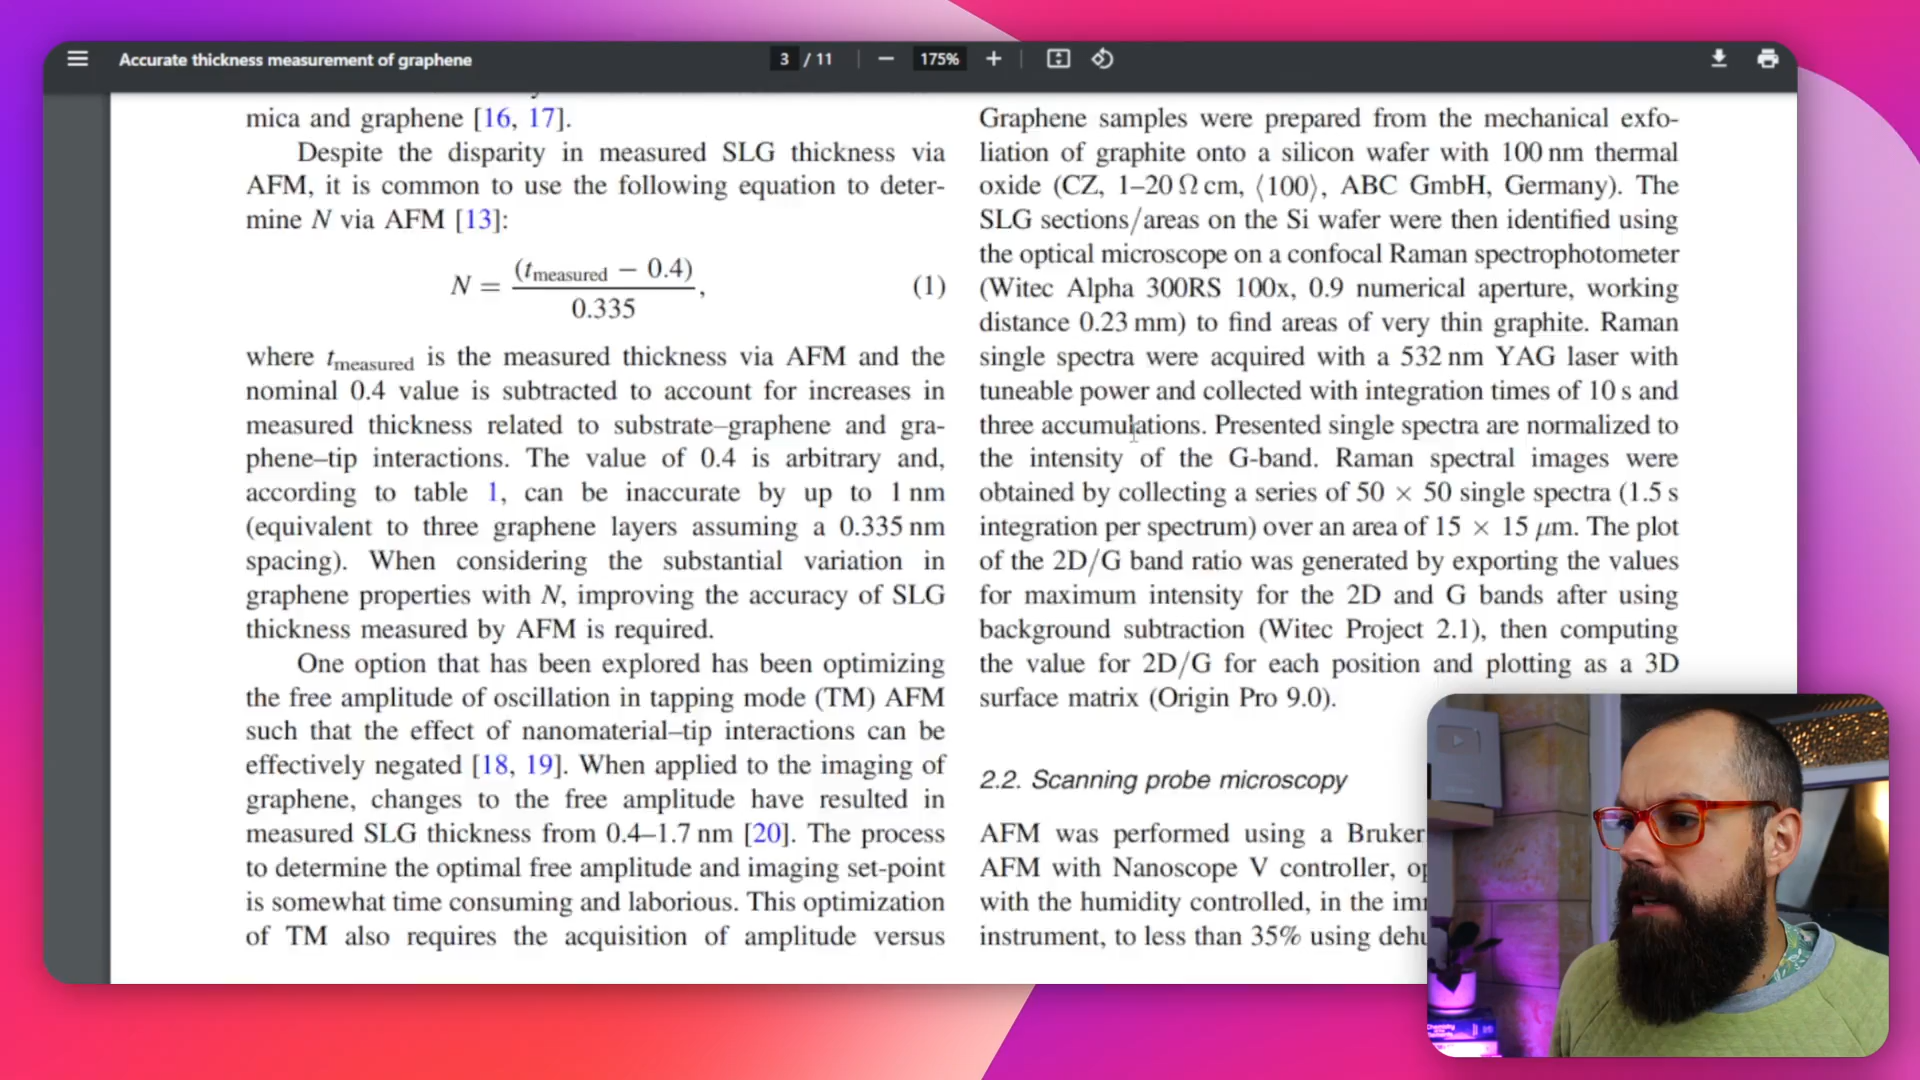 Accurate thickness measurement of graphene
3 / 11
175%
mica and graphene [16, 17].
Despite the disparity in measured SLG thickness via
AFM, it is common to use the following equation to deter-
mine N via AFM [13]:
N = (tmeasured − 0.4) / 0.335, (1)
where tmeasured is the measured thickness via AFM and the
nominal 0.4 value is subtracted to account for increases in
measured thickness related to substrate–graphene and gra-
phene–tip interactions. The value of 0.4 is arbitrary and,
according to table 1, can be inaccurate by up to 1 nm
(equivalent to three graphene layers assuming a 0.335 nm
spacing). When considering the substantial variation in
graphene properties with N, improving the accuracy of SLG
thickness measured by AFM is required.
One option that has been explored has been optimizing
the free amplitude of oscillation in tapping mode (TM) AFM
such that the effect of nanomaterial–tip interactions can be
effectively negated [18, 19]. When applied to the imaging of
graphene, changes to the free amplitude have resulted in
measured SLG thickness from 0.4–1.7 nm [20]. The process
to determine the optimal free amplitude and imaging set-point
is somewhat time consuming and laborious. This optimization
of TM also requires the acquisition of amplitude versus
Graphene samples were prepared from the mechanical exfo-
liation of graphite onto a silicon wafer with 100 nm thermal
oxide (CZ, 1–20 Ω cm, ⟨100⟩, ABC GmbH, Germany). The
SLG sections/areas on the Si wafer were then identified using
the optical microscope on a confocal Raman spectrophotometer
(Witec Alpha 300RS 100x, 0.9 numerical aperture, working
distance 0.23 mm) to find areas of very thin graphite. Raman
single spectra were acquired with a 532 nm YAG laser with
tuneable power and collected with integration times of 10 s and
three accumulations. Presented single spectra are normalized to
the intensity of the G-band. Raman spectral images were
obtained by collecting a series of 50 × 50 single spectra (1.5 s
integration per spectrum) over an area of 15 × 15 μm. The plot
of the 2D/G band ratio was generated by exporting the values
for maximum intensity for the 2D and G bands after using
background subtraction (Witec Project 2.1), then computing
the value for 2D/G for each position and plotting as a 3D
surface matrix (Origin Pro 9.0).
2.2. Scanning probe microscopy
AFM was performed using a Bruker
AFM with Nanoscope V controller, op
with the humidity controlled, in the im
instrument, to less than 35% using dehu